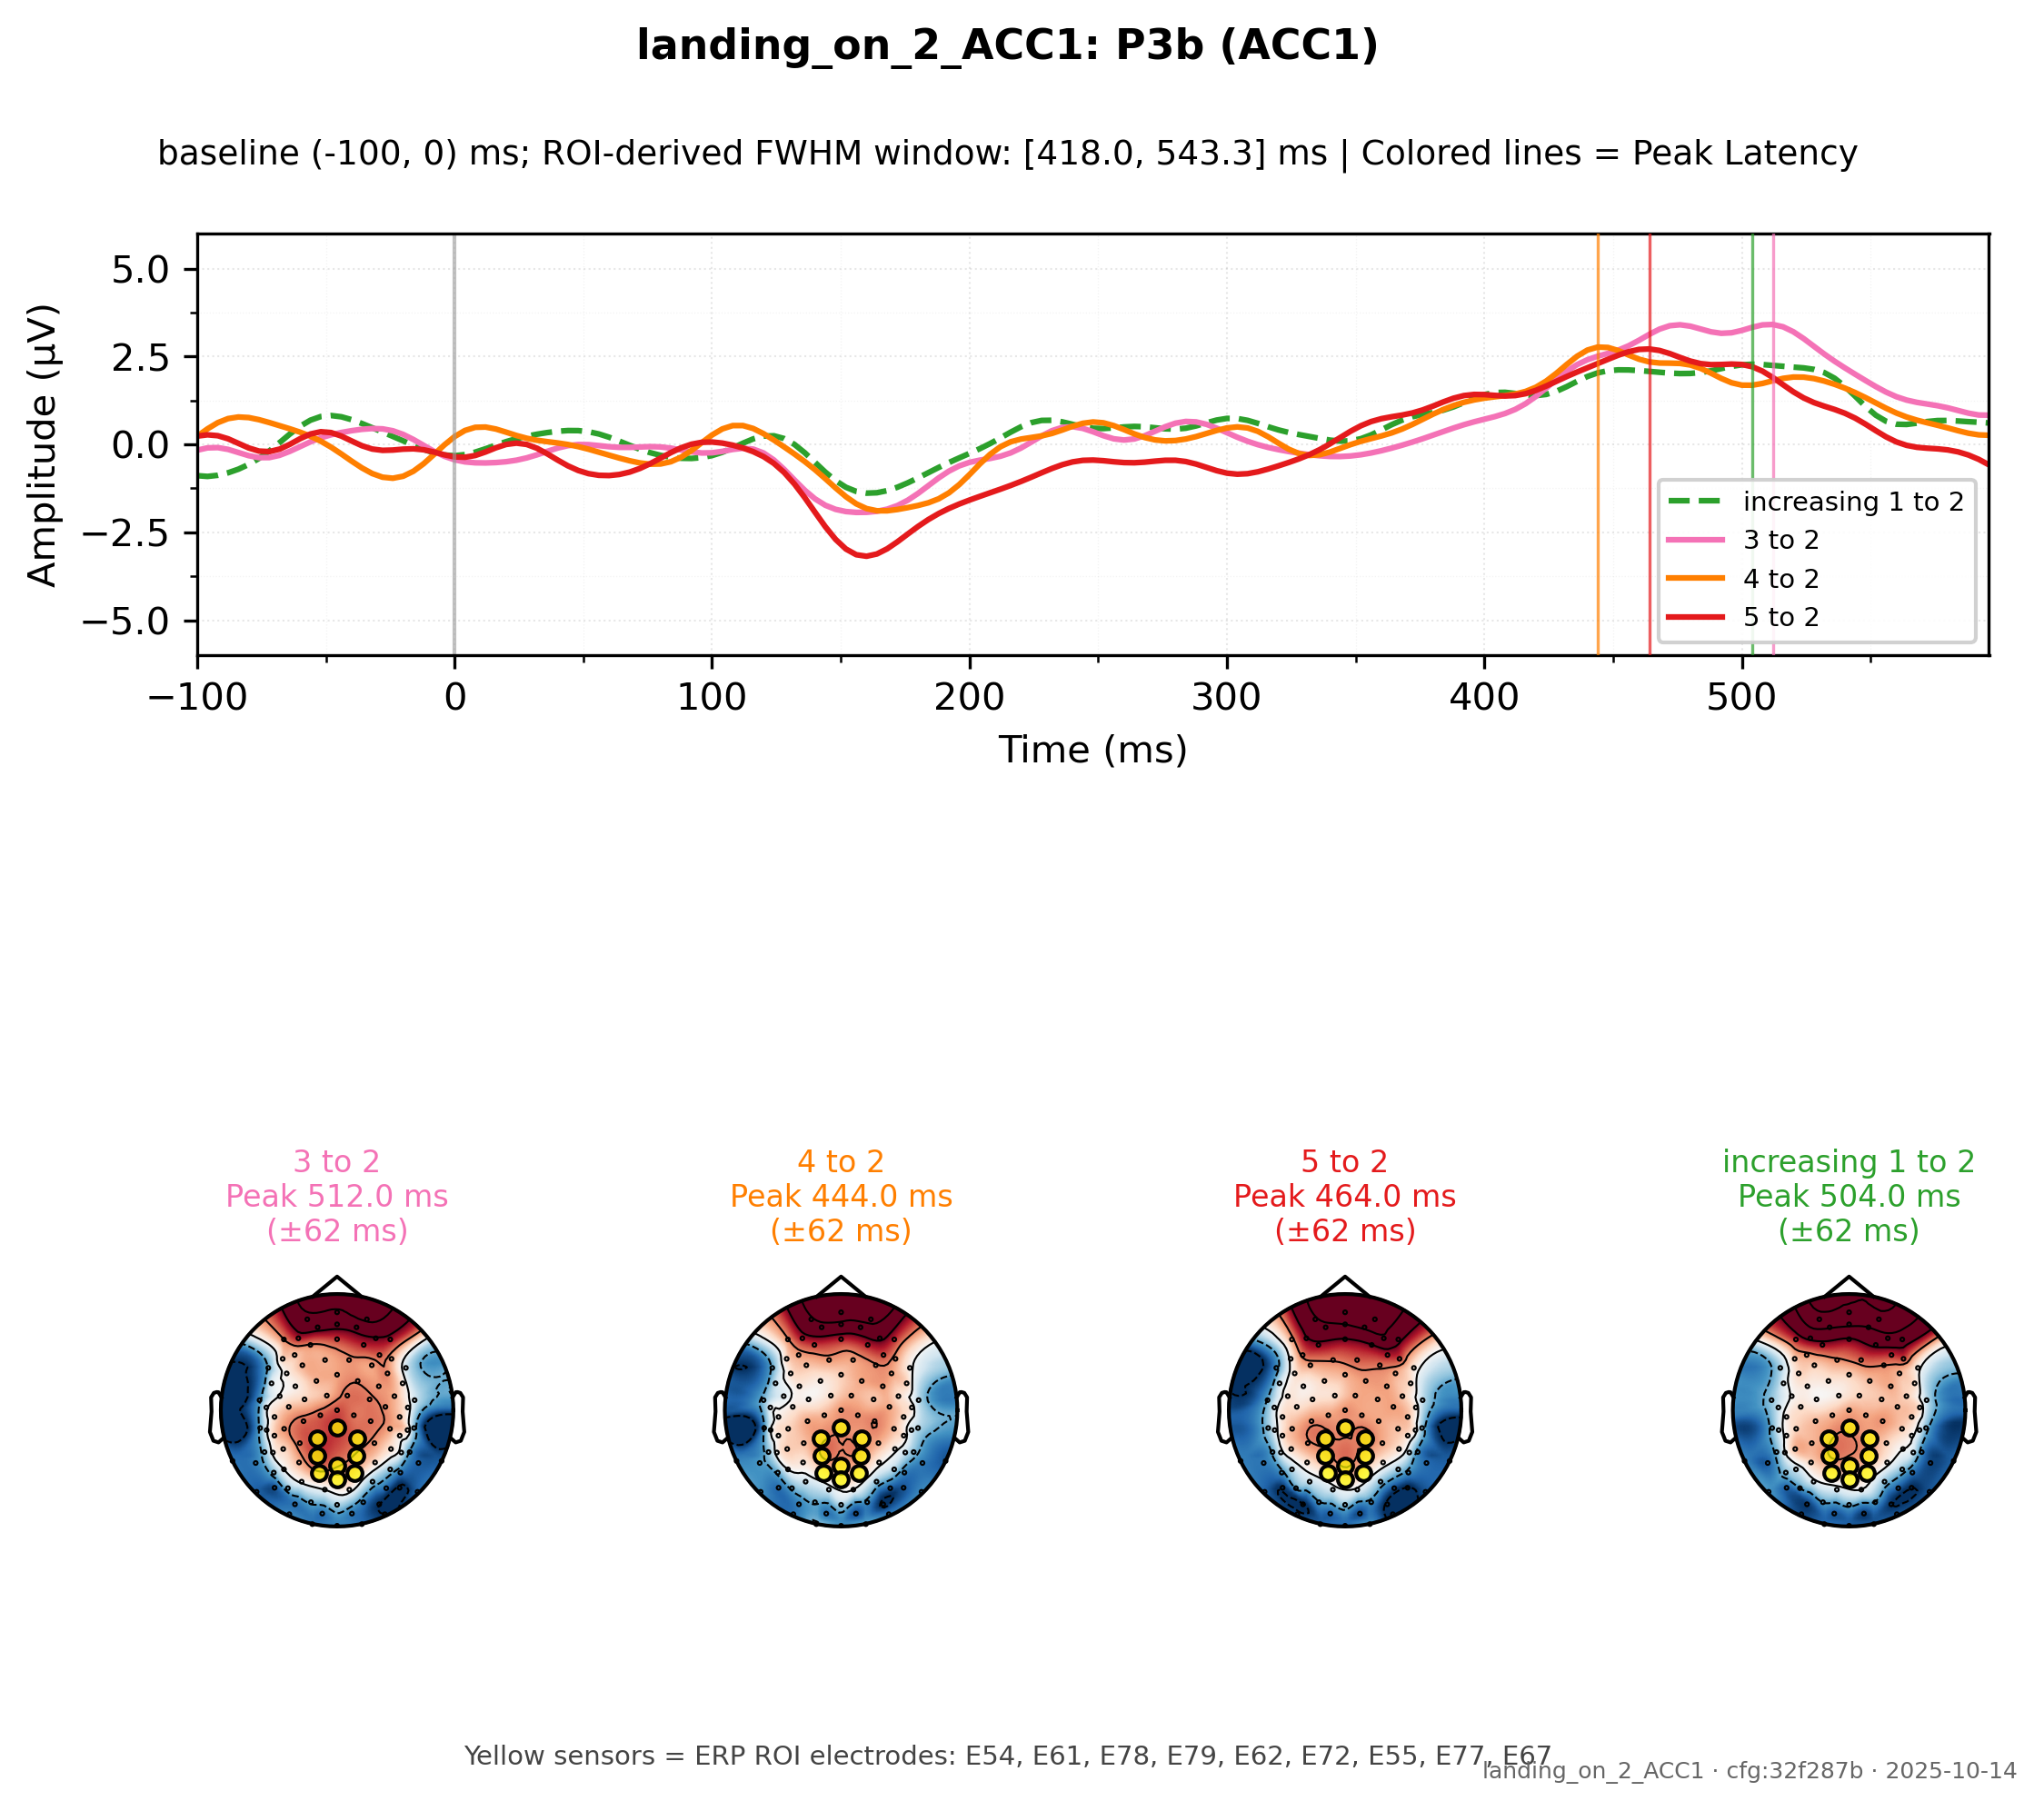 landing_on_2_ACC1: P3b (ACC1)
baseline (-100, 0) ms; ROI-derived FWHM window: [418.0, 543.3] ms | Colored lines = Peak Latency
Amplitude (µV)
5.0
2.5
0.0
−2.5
−5.0
increasing 1 to 2
3 to 2
4 to 2
5 to 2
−100
0
100
200
300
400
500
Time (ms)
3 to 2
Peak 512.0 ms
(±62 ms)
4 to 2
Peak 444.0 ms
(±62 ms)
5 to 2
Peak 464.0 ms
(±62 ms)
increasing 1 to 2
Peak 504.0 ms
(±62 ms)
Yellow sensors = ERP ROI electrodes: E54, E61, E78, E79, E62, E72, E55, E77, E67
landing_on_2_ACC1 · cfg:32f287b · 2025-10-14